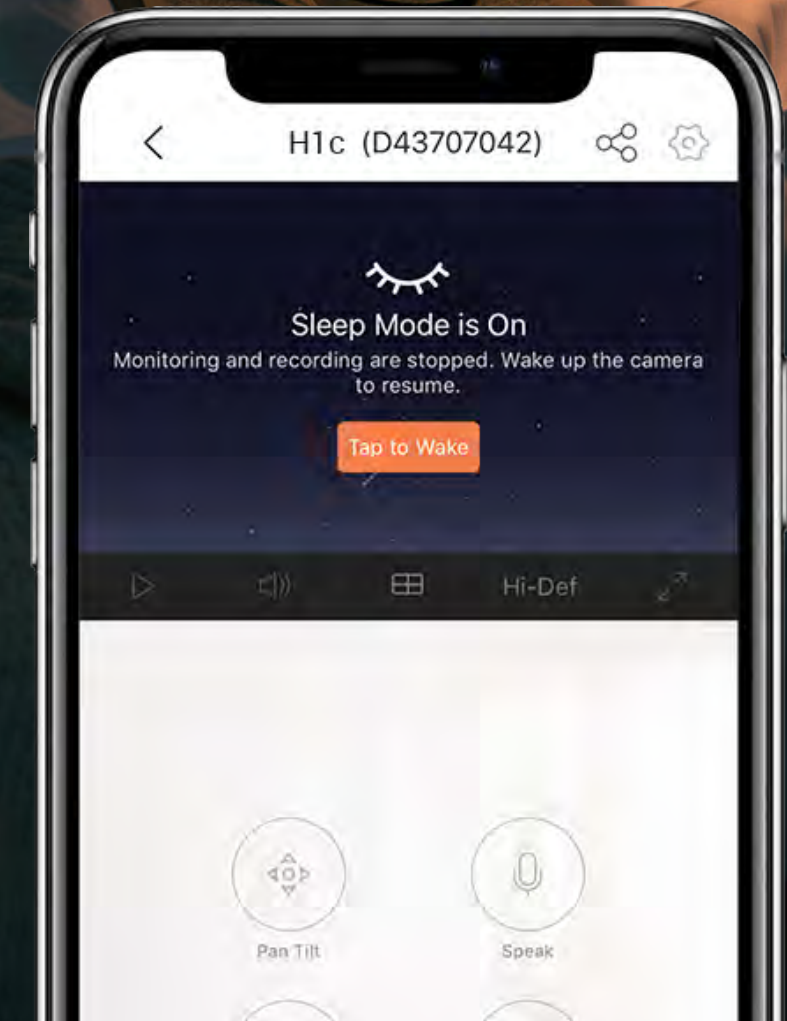 H1c (D43707042)
Sleep Mode is On
Monitoring and recording are stopped. Wake up the camera
to resume.
Tap to Wake
Hi-Def
Pan Tilt
Speak